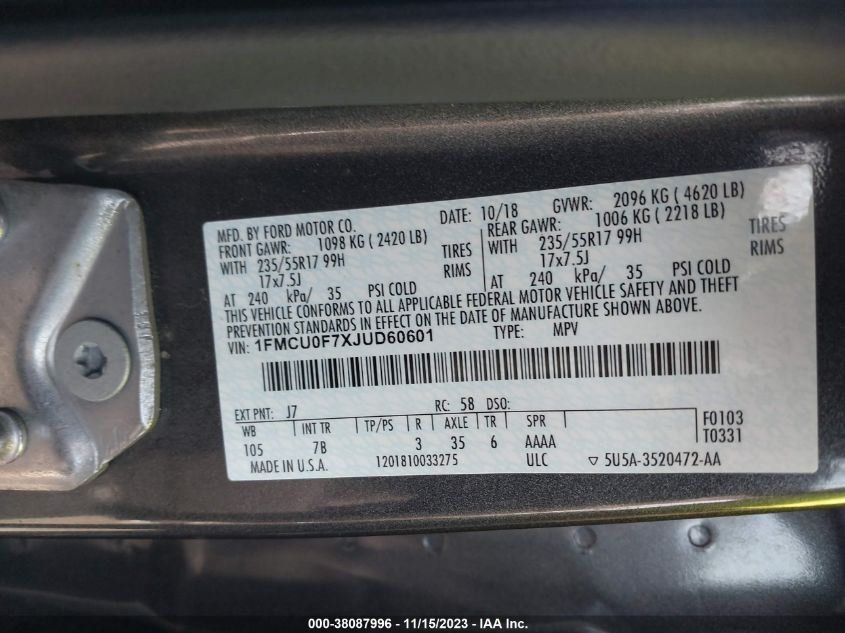 MFD. BY FORD MOTOR CO.
DATE: 10/18 GVWR: 2096 KG ( 4620 LB)
FRONT GAWR: 1098 KG ( 2420 LB)
WITH 235/55R17 99H TIRES
17x7.5J RIMS
AT 240 kPa/ 35 PSI COLD
REAR GAWR: 1006 KG ( 2218 LB)
WITH 235/55R17 99H TIRES
17x7.5J RIMS
AT 240 kPa/ 35 PSI COLD
THIS VEHICLE CONFORMS TO ALL APPLICABLE FEDERAL MOTOR VEHICLE SAFETY AND THEFT
PREVENTION STANDARDS IN EFFECT ON THE DATE OF MANUFACTURE SHOWN ABOVE.
VIN: 1FMCU0F7XJUD60601 TYPE: MPV
EXT PNT: J7 RC: 58 DSO:
WB INT TR TP/PS R AXLE TR SPR F0103
105 7B 3 35 6 AAAA T0331
MADE IN U.S.A. 1201810033275 ULC ▽ 5U5A-3520472-AA
000-38087996 - 11/15/2023 - IAA Inc.